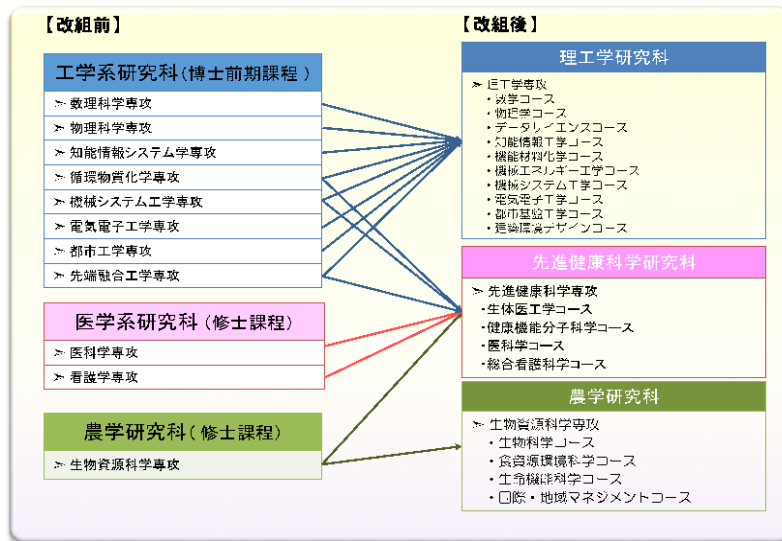 【改組前】
工学系研究科(博士前期課程)
➢ 数理科学専攻
➢ 物理科学専攻
➢ 知能情報システム学専攻
➢ 循環物質化学専攻
➢ 機械システム工学専攻
➢ 電気電子工学専攻
➢ 都市工学専攻
➢ 先端融合工学専攻
医学系研究科(修士課程)
➢ 医科学専攻
➢ 看護学専攻
農学研究科(修士課程)
➢ 生物資源科学専攻
【改組後】
理工学研究科
➢ 理工学専攻
・数学コース
・物理学コース
・データサイエンスコース
・知能情報工学コース
・機能材料化学コース
・機械エネルギー工学コース
・機械システム工学コース
・電気電子工学コース
・都市基盤工学コース
・建築環境デザインコース
先進健康科学研究科
➢ 先進健康科学専攻
・生体医工学コース
・健康機能分子科学コース
・医科学コース
・総合看護科学コース
農学研究科
➢ 生物資源科学専攻
・生物科学コース
・食資源環境科学コース
・生命機能科学コース
・国際・地域マネジメントコース